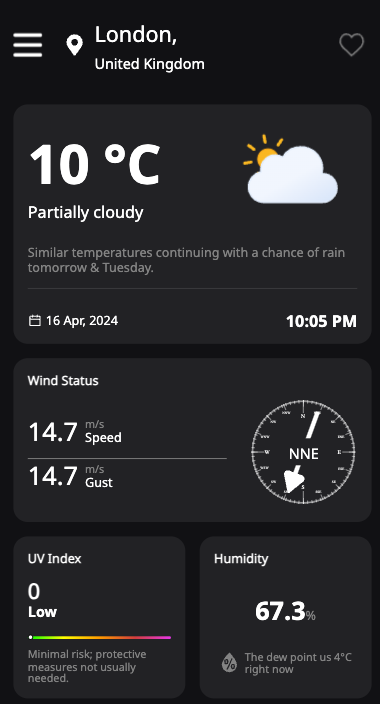 London,
United Kingdom
10 °C
Partially cloudy
Similar temperatures continuing with a chance of rain
tomorrow & Tuesday.
16 Apr, 2024
10:05 PM
Wind Status
14.7 m/s
Speed
14.7 m/s
Gust
N
NNE
W
E
S
UV Index
0
Low
Minimal risk; protective
measures not usually
needed.
Humidity
67.3%
The dew point us 4°C
right now